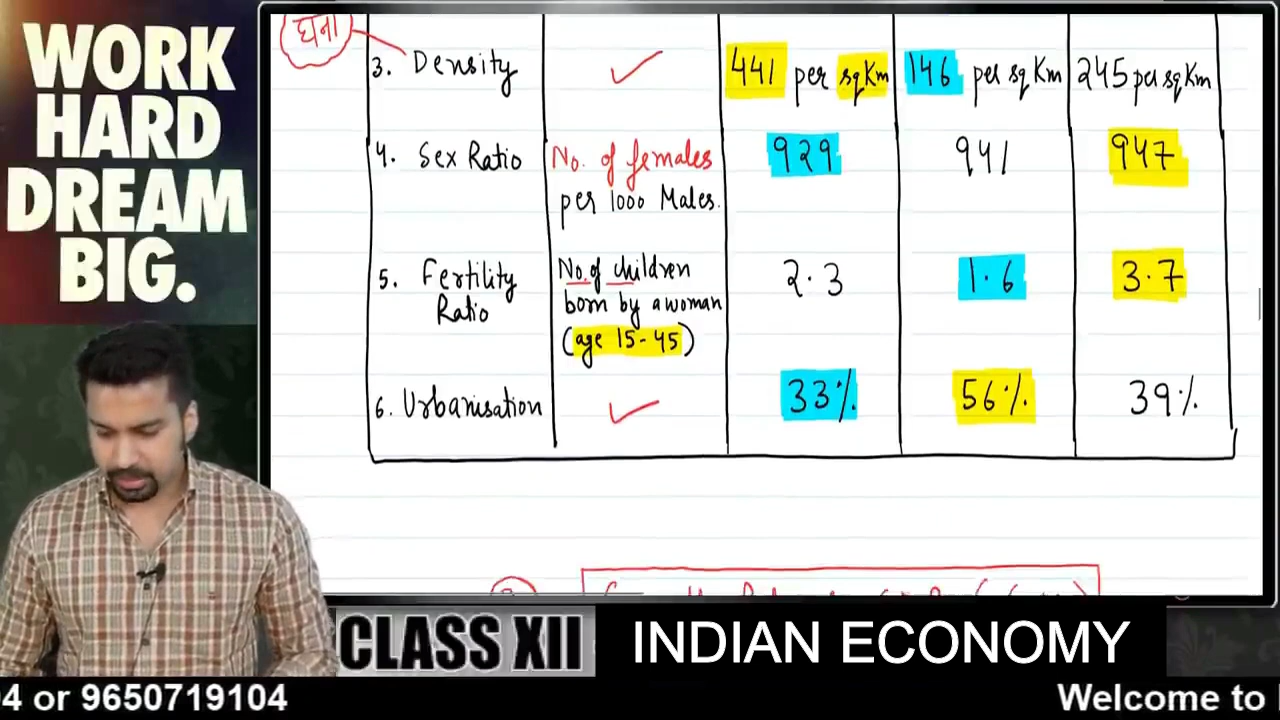 WORK
HARD
DREAM
BIG.
घना
3. Density 441 per sqKm 146 per sq Km 245 per sq Km
4. Sex Ratio No. of females 929 941 947
per 1000 Males.
5. Fertility No. of children 2.3 1.6 3.7
Ratio born by a woman
(age 15-45)
6. Urbanisation 33% 56% 39%
CLASS XII INDIAN ECONOMY
4 or 9650719104 Welcome to